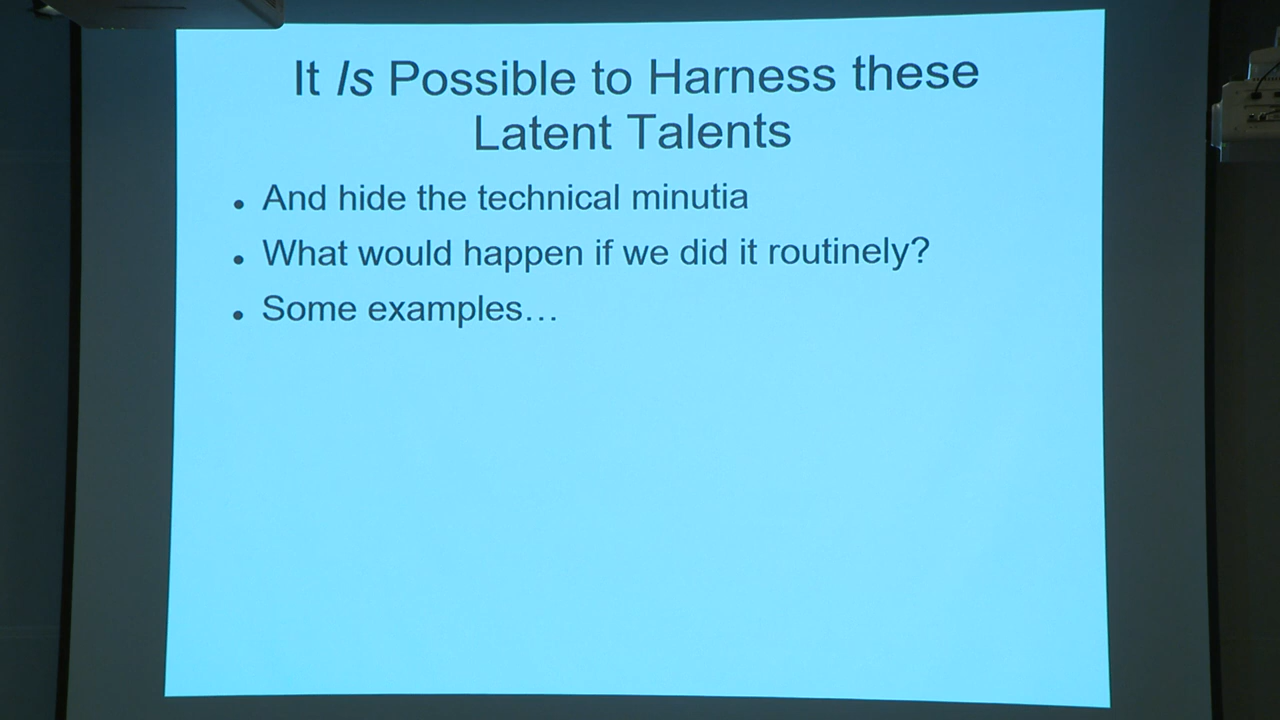 It Is Possible to Harness these
Latent Talents
• And hide the technical minutia
• What would happen if we did it routinely?
• Some examples…